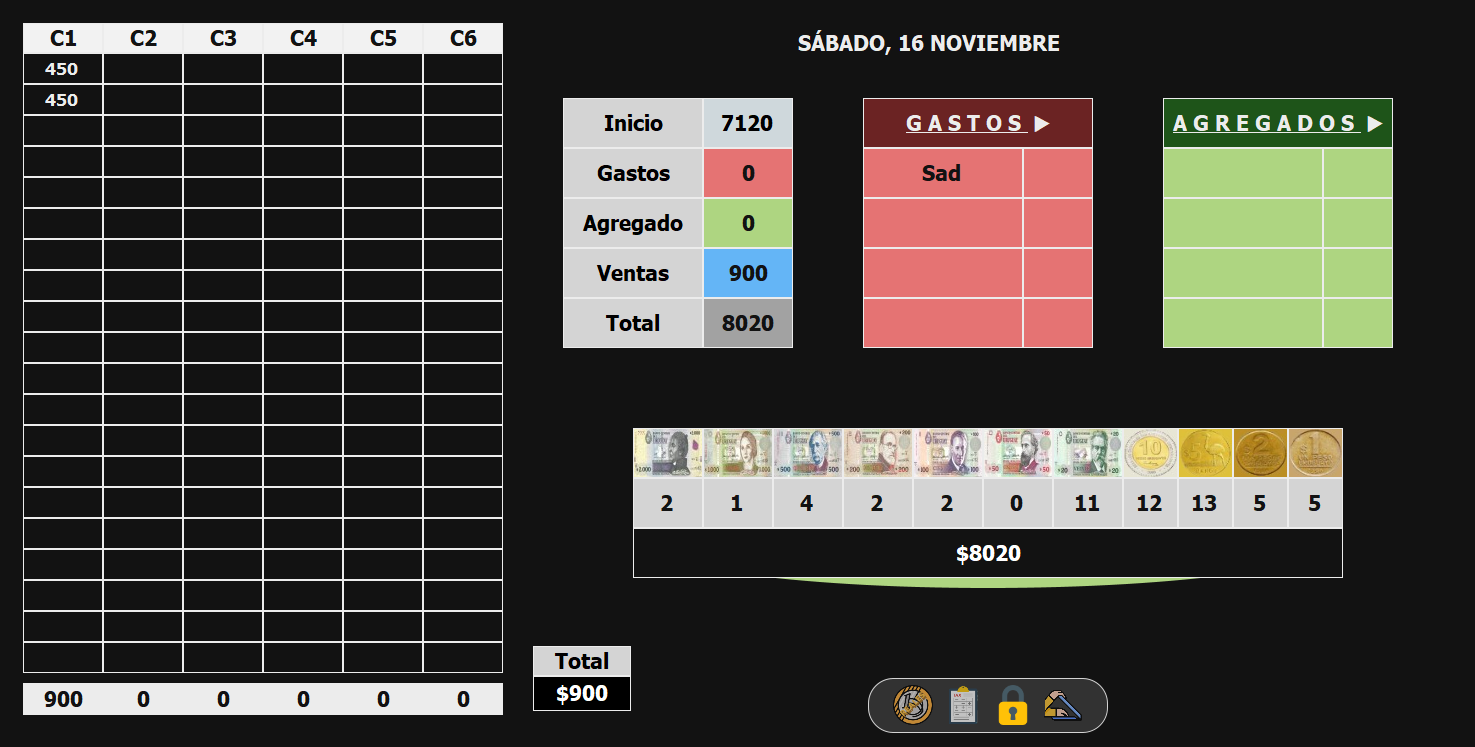 C1 C2 C3 C4 C5 C6
450
450
900 0 0 0 0 0
SÁBADO, 16 NOVIEMBRE
Inicio 7120
Gastos 0
Agregado 0
Ventas 900
Total 8020
GASTOS ►
Sad
AGREGADOS ►
2 1 4 2 2 0 11 12 13 5 5
$8020
Total
$900